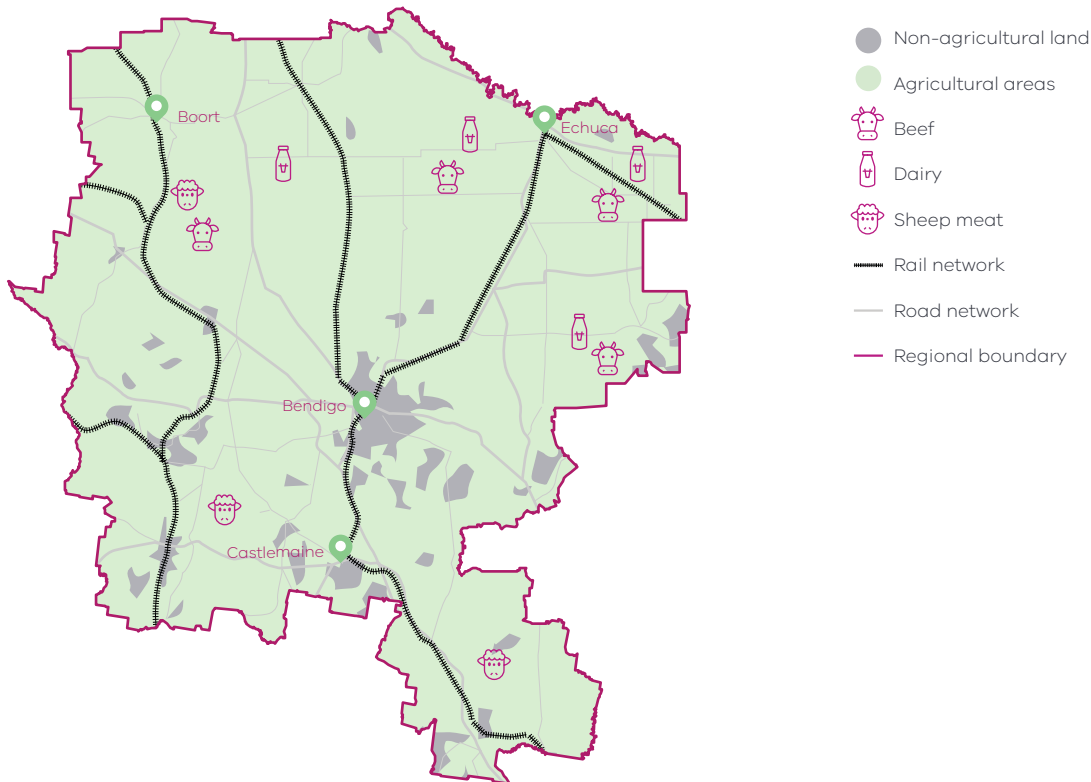 Boort
Echuca
Bendigo
Castlemaine
Non-agricultural land
Agricultural areas
Beef
Dairy
Sheep meat
Rail network
Road network
Regional boundary